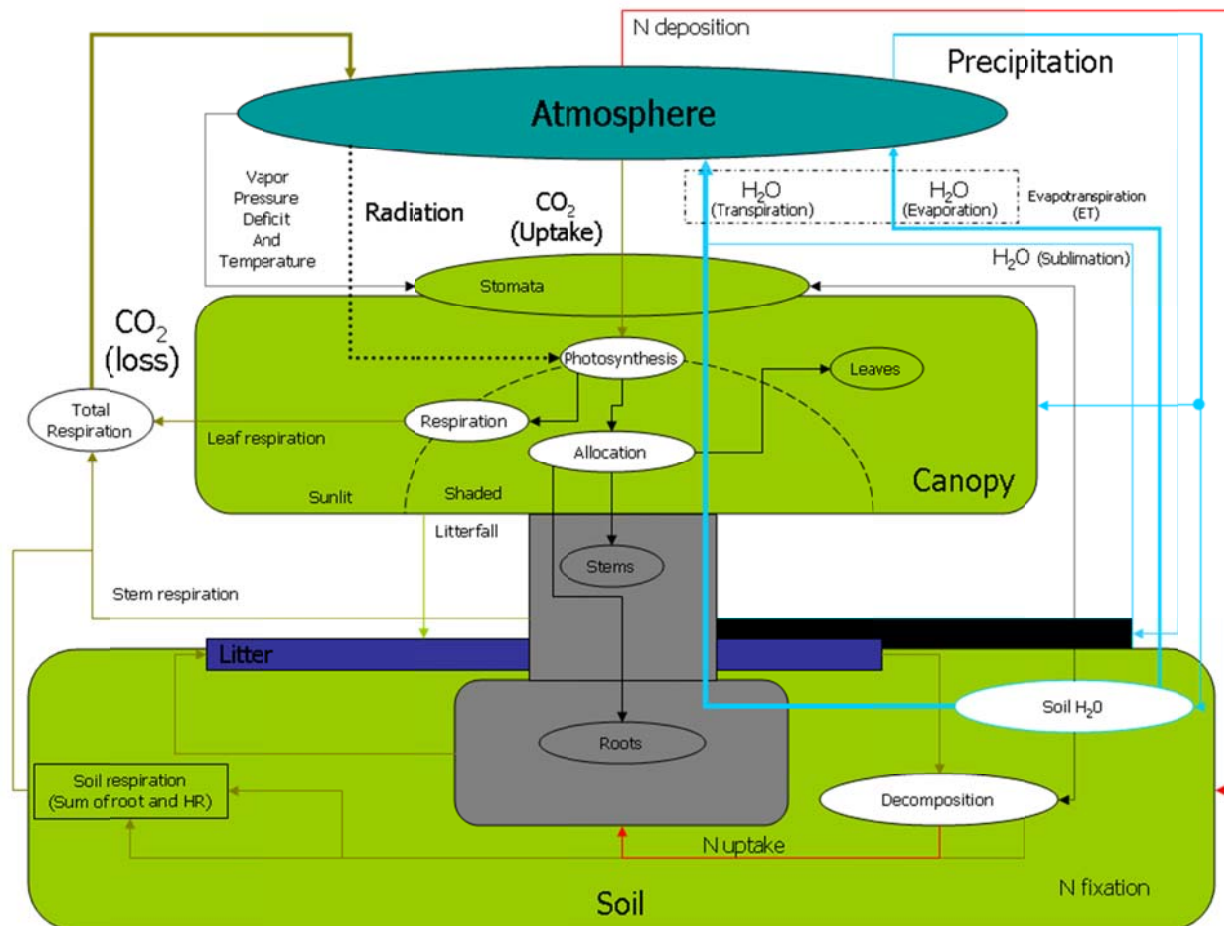 N deposition
Precipitation
Atmosphere
Vapor
Pressure
Deficit
And
Temperature
Radiation
CO2
(Uptake)
H2O
(Transpiration)
H2O
(Evaporation)
Evapotranspiration
(ET)
H2O (Sublimation)
Stomata
CO2
(loss)
Photosynthesis
Leaves
Total
Respiration
Respiration
Leaf respiration
Allocation
Canopy
Sunlit
Shaded
Litterfall
Stems
Stem respiration
Litter
Soil H20
Roots
Soil respiration
(Sum of root and HR)
Decomposition
N uptake
N fixation
Soil